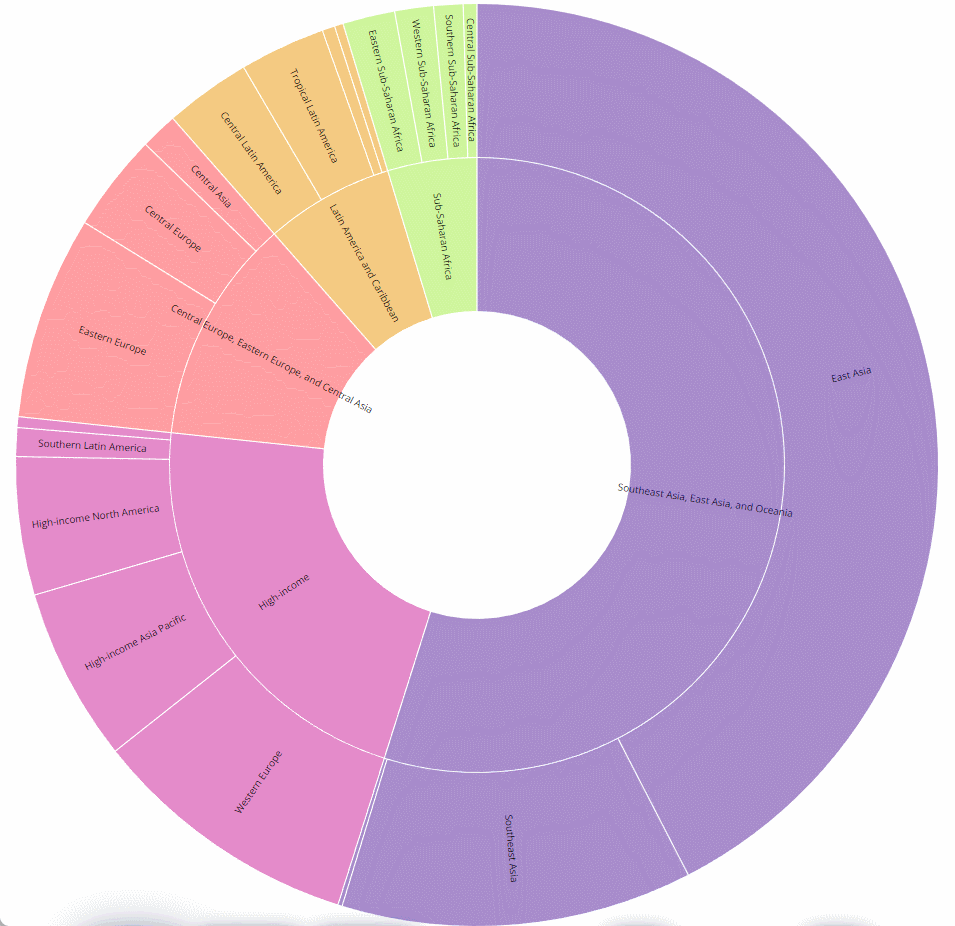 East Asia
Southeast Asia, East Asia, and Oceania
Southeast Asia
Western Europe
High-income
High-income Asia Pacific
High-income North America
Southern Latin America
Eastern Europe
Central Europe, Eastern Europe, and Central Asia
Central Europe
Central Asia
Central Latin America
Tropical Latin America
Latin America and Caribbean
Eastern Sub-Saharan Africa
Western Sub-Saharan Africa
Southern Sub-Saharan Africa
Central Sub-Saharan Africa
Sub-Saharan Africa